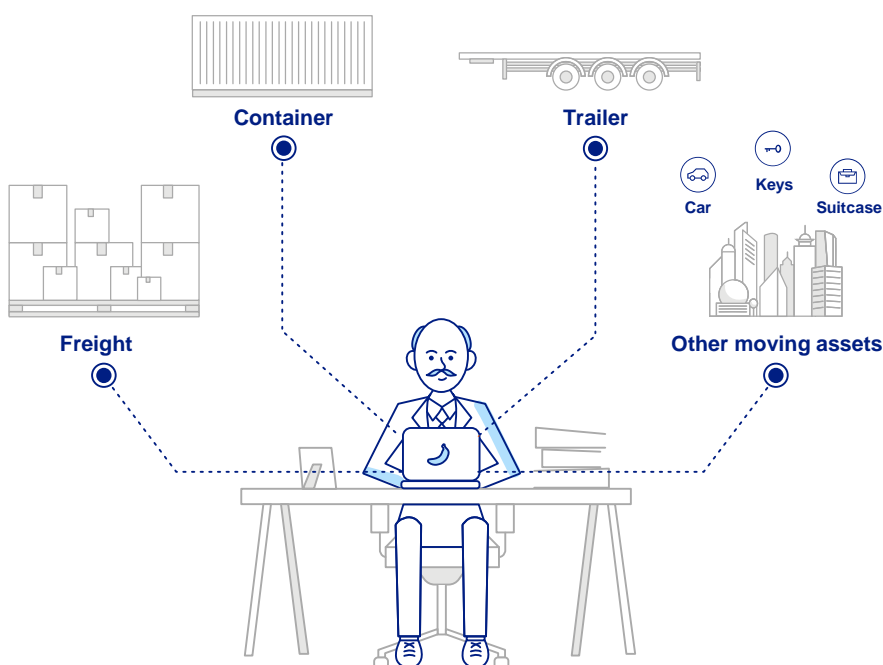 Container
Trailer
Keys
Car
Suitcase
Freight
Other moving assets